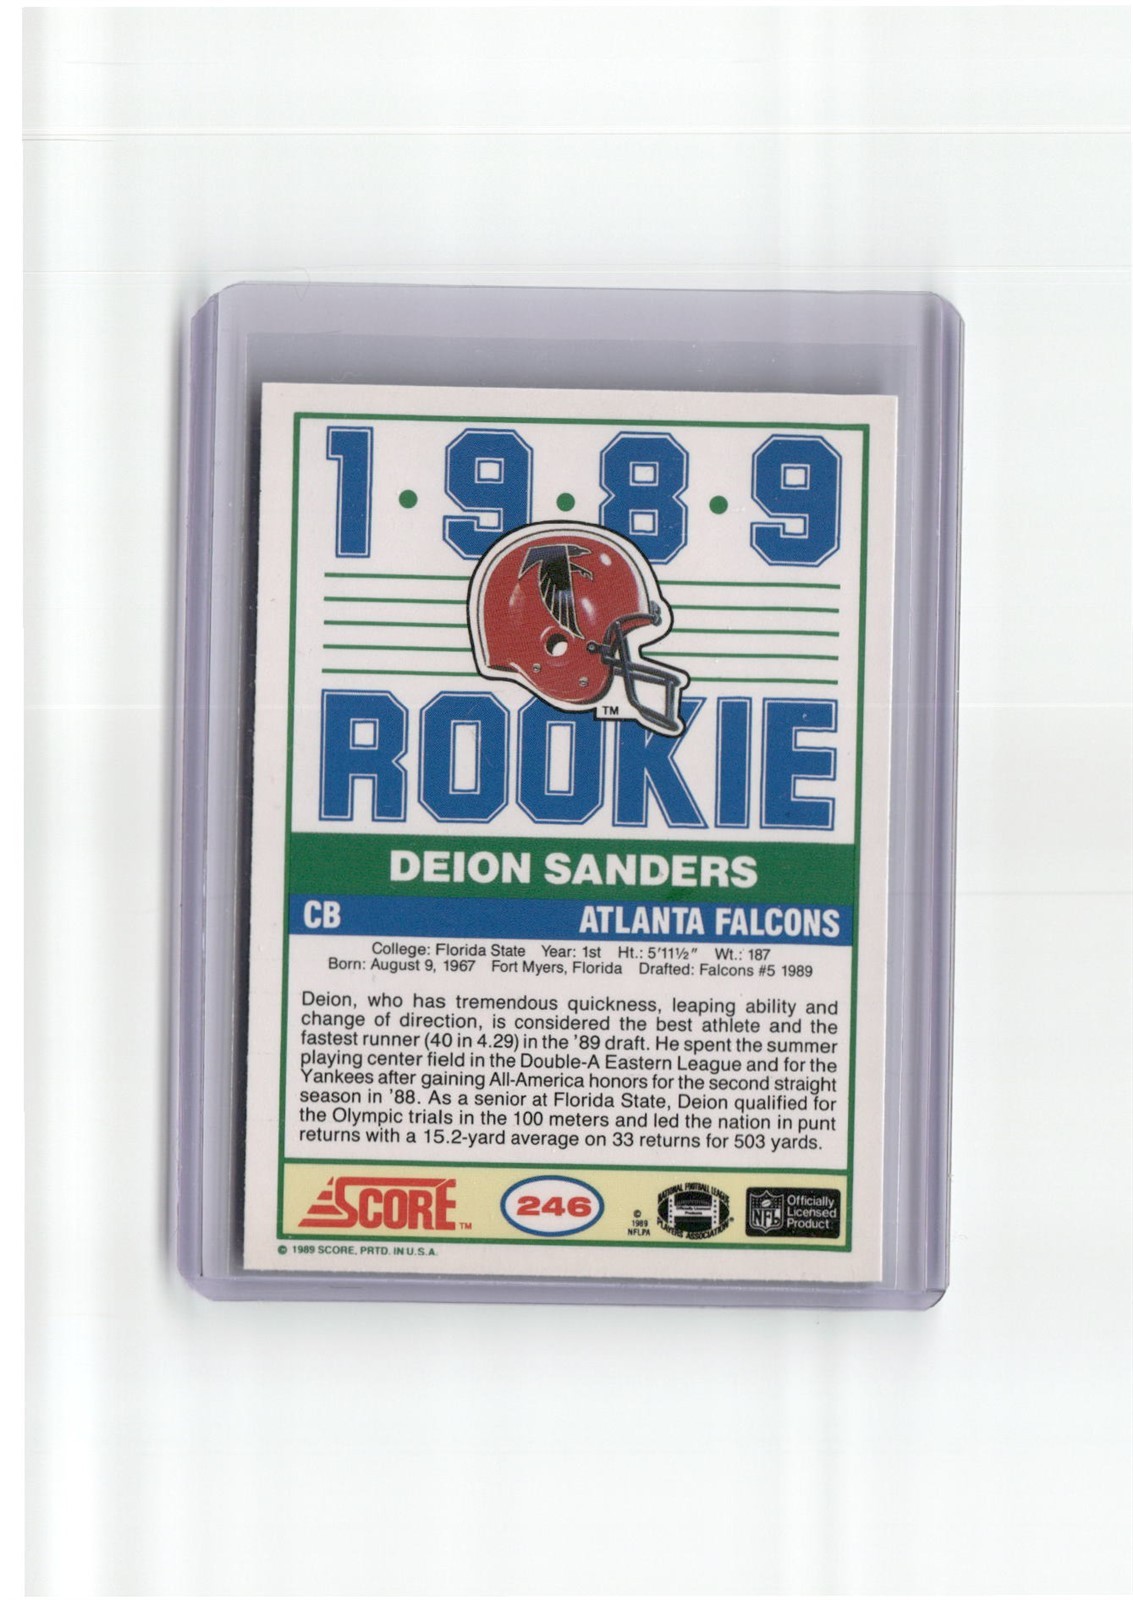 1•9•8•9
TM
ROOKIE
DEION SANDERS
CB ATLANTA FALCONS
College: Florida State Year: 1st Ht.: 5'11½" Wt.: 187
Born: August 9, 1967 Fort Myers, Florida Drafted: Falcons #5 1989
Deion, who has tremendous quickness, leaping ability and
change of direction, is considered the best athlete and the
fastest runner (40 in 4.29) in the '89 draft. He spent the summer
playing center field in the Double-A Eastern League and for the
Yankees after gaining All-America honors for the second straight
season in '88. As a senior at Florida State, Deion qualified for
the Olympic trials in the 100 meters and led the nation in punt
returns with a 15.2-yard average on 33 returns for 503 yards.
SCORE TM
246
© 1989 NFLPA
NATIONAL FOOTBALL LEAGUE
PLAYERS ASSOCIATION
NFL
Officially
Licensed
Product
© 1989 SCORE, PRTD. IN U.S.A.